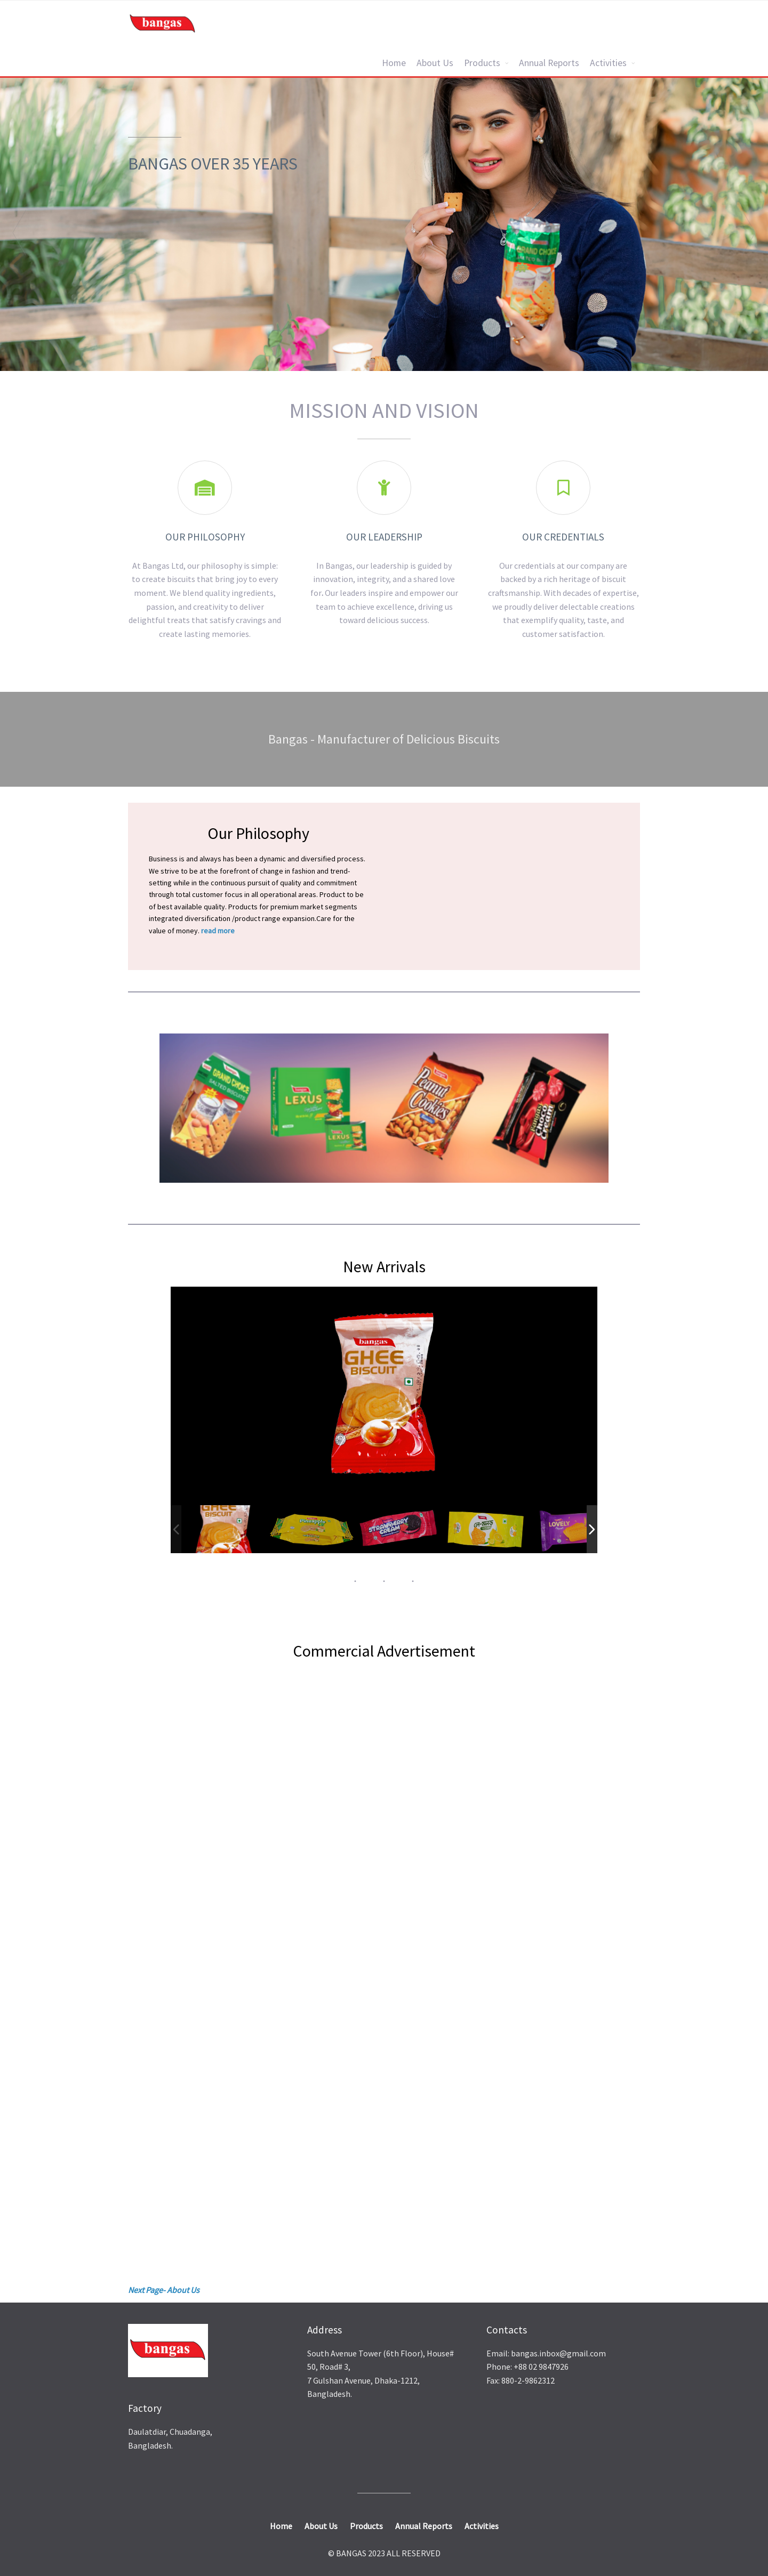 bangas
Home About Us Products Annual Reports Activities
BANGAS OVER 35 YEARS
GRAND CHOICE
MISSION AND VISION
OUR PHILOSOPHY
At Bangas Ltd, our philosophy is simple:
to create biscuits that bring joy to every
moment. We blend quality ingredients,
passion, and creativity to deliver
delightful treats that satisfy cravings and
create lasting memories.
OUR LEADERSHIP
In Bangas, our leadership is guided by
innovation, integrity, and a shared love
for. Our leaders inspire and empower our
team to achieve excellence, driving us
toward delicious success.
OUR CREDENTIALS
Our credentials at our company are
backed by a rich heritage of biscuit
craftsmanship. With decades of expertise,
we proudly deliver delectable creations
that exemplify quality, taste, and
customer satisfaction.
Bangas - Manufacturer of Delicious Biscuits
Our Philosophy
Business is and always has been a dynamic and diversified process.
We strive to be at the forefront of change in fashion and trend-
setting while in the continuous pursuit of quality and commitment
through total customer focus in all operational areas. Product to be
of best available quality. Products for premium market segments
integrated diversification /product range expansion.Care for the
value of money. read more
GRAND CHOICE
SALTED BISCUITS
bangas
LEXUS
LEXUS
Peanut
Cookies
New Arrivals
bangas
GHEE
BISCUIT
GHEE
BISCUIT
STRAWBERRY
CREAM
LOVELY
Commercial Advertisement
Next Page- About Us
bangas
Factory
Daulatdiar, Chuadanga,
Bangladesh.
Address
South Avenue Tower (6th Floor), House#
50, Road# 3,
7 Gulshan Avenue, Dhaka-1212,
Bangladesh.
Contacts
Email: bangas.inbox@gmail.com
Phone: +88 02 9847926
Fax: 880-2-9862312
Home About Us Products Annual Reports Activities
© BANGAS 2023 ALL RESERVED